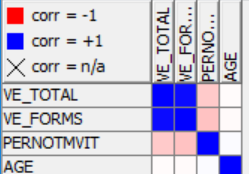 corr = -1
corr = +1
corr = n/a
VE_TOTAL
VE_FOR...
PERNO...
AGE
VE_TOTAL
VE_FORMS
PERNOTMVIT
AGE